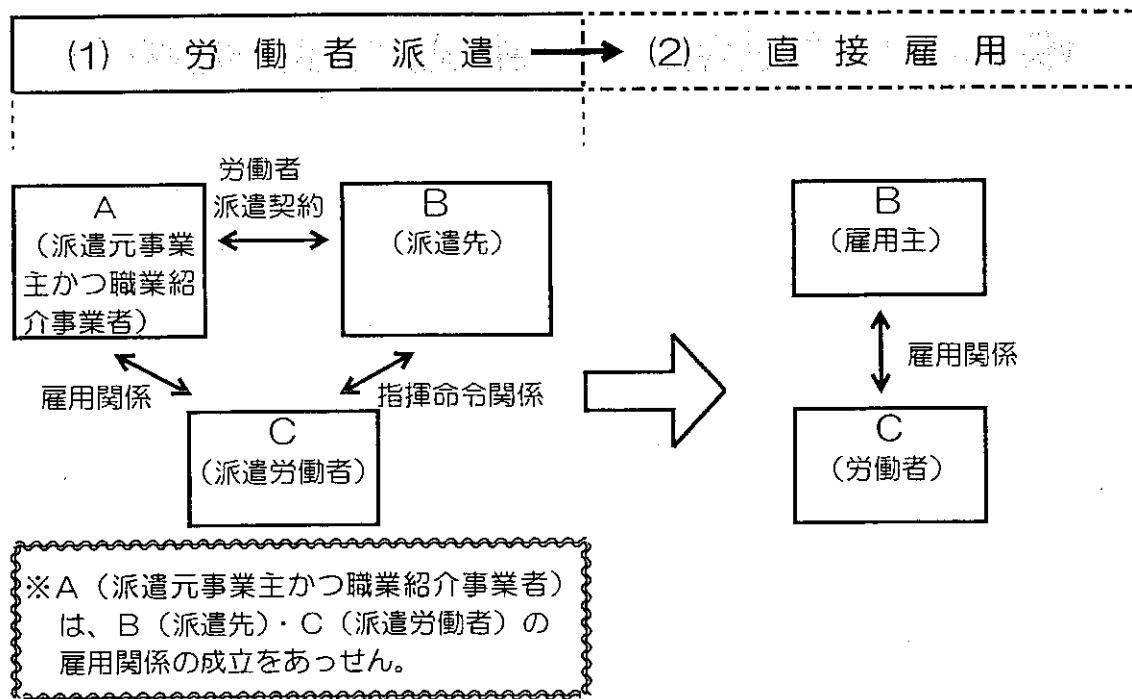 (1) 労働者派遣
(2) 直接雇用
労働者
派遣契約
A
（派遣元事業
主かつ職業紹
介事業者）
B
（派遣先）
雇用関係
指揮命令関係
C
（派遣労働者）
B
（雇用主）
雇用関係
C
（労働者）
※A（派遣元事業主かつ職業紹介事業者）
は、B（派遣先）・C（派遣労働者）の
雇用関係の成立をあっせん。